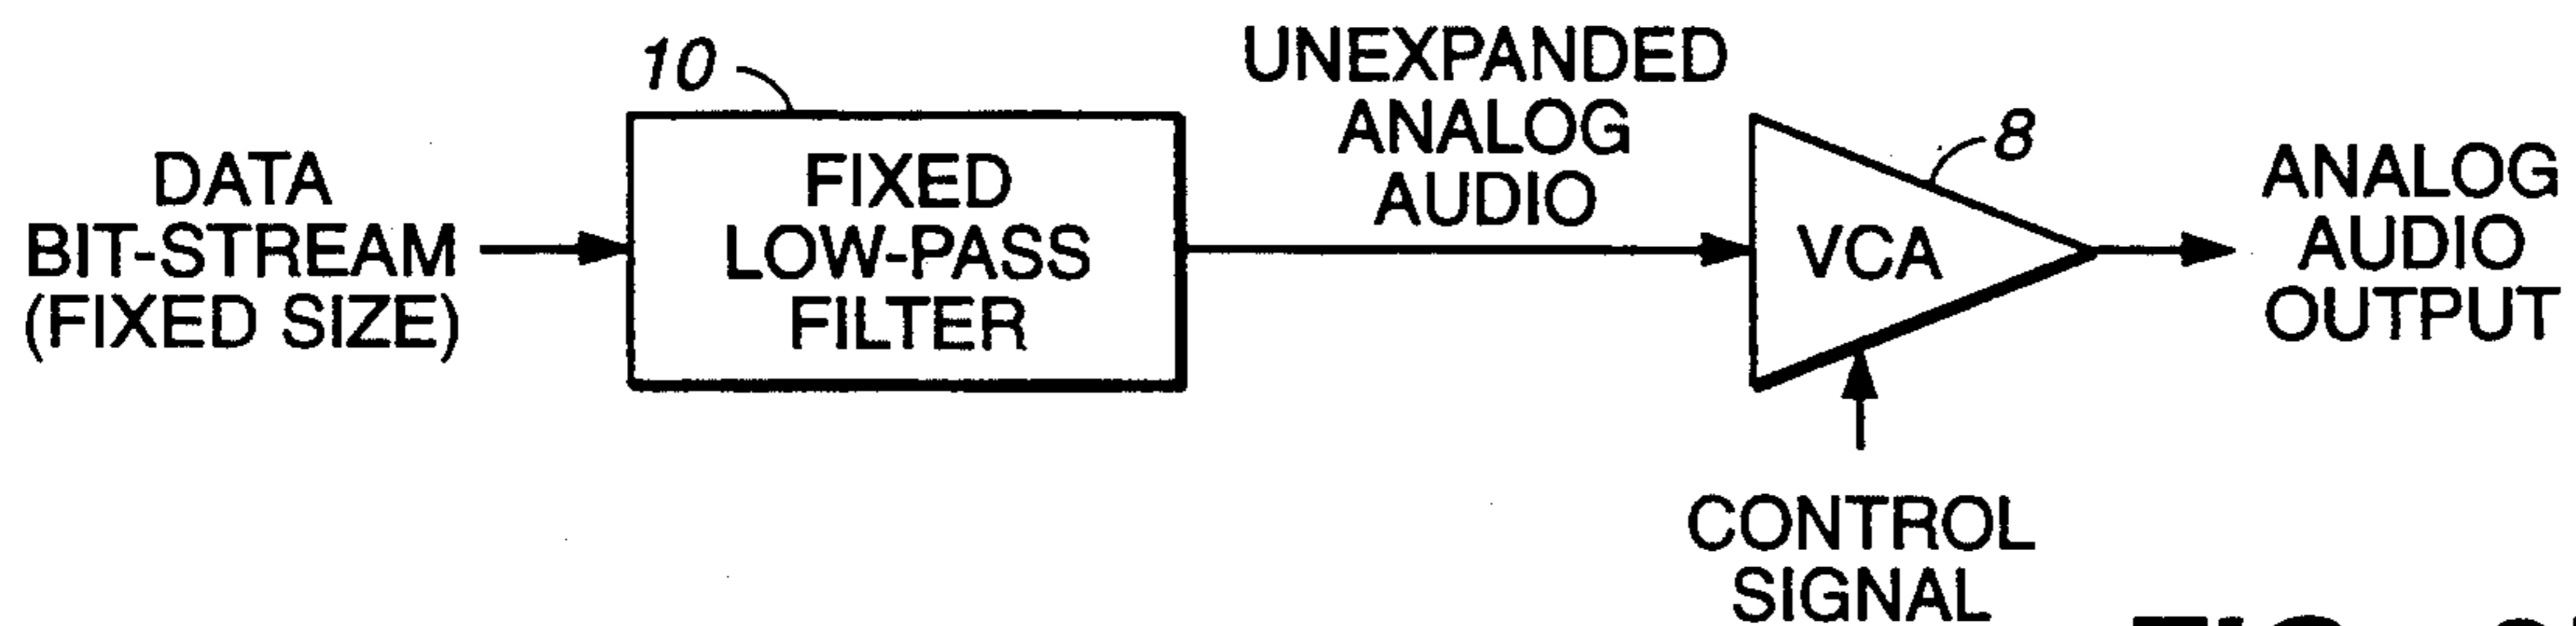 10
UNEXPANDED
ANALOG
AUDIO
8
DATA
BIT-STREAM
(FIXED SIZE)
FIXED
LOW-PASS
FILTER
VCA
ANALOG
AUDIO
OUTPUT
CONTROL
SIGNAL